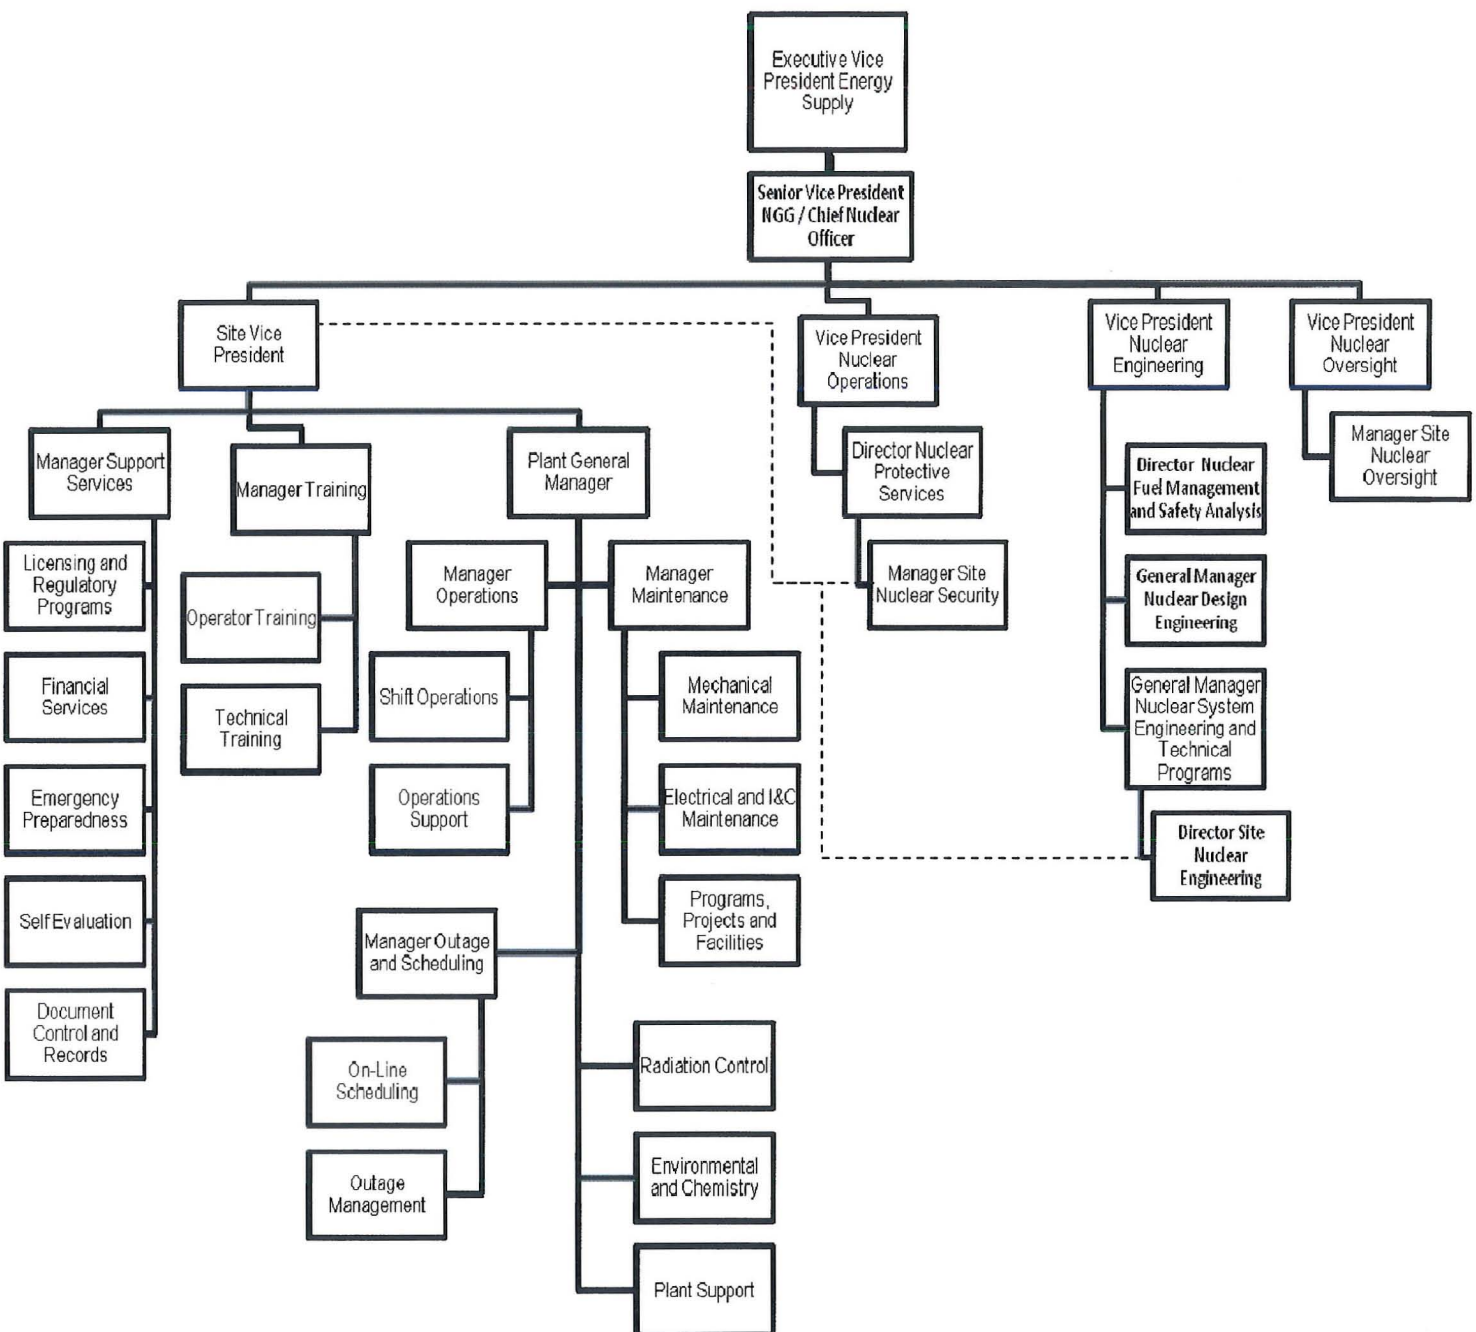 Executive Vice
President Energy
Supply
Senior Vice President
NGG / Chief Nuclear
Officer
Site Vice
President
Vice President
Nuclear
Operations
Vice President
Nuclear
Engineering
Vice President
Nuclear
Oversight
Manager Support
Services
Manager Training
Plant General
Manager
Director Nuclear
Protective
Services
Director Nuclear
Fuel Management
and Safety Analysis
Manager Site
Nuclear
Oversight
Licensing and
Regulatory
Programs
Operator Training
Manager
Operations
Manager
Maintenance
Manager Site
Nuclear Security
General Manager
Nuclear Design
Engineering
Financial
Services
Technical
Training
Shift Operations
Mechanical
Maintenance
General Manager
Nuclear System
Engineering and
Technical
Programs
Emergency
Preparedness
Operations
Support
Electrical and I&C
Maintenance
Director Site
Nuclear
Engineering
Self Evaluation
Manager Outage
and Scheduling
Programs,
Projects and
Facilities
Document
Control and
Records
On-Line
Scheduling
Radiation Control
Outage
Management
Environmental
and Chemistry
Plant Support